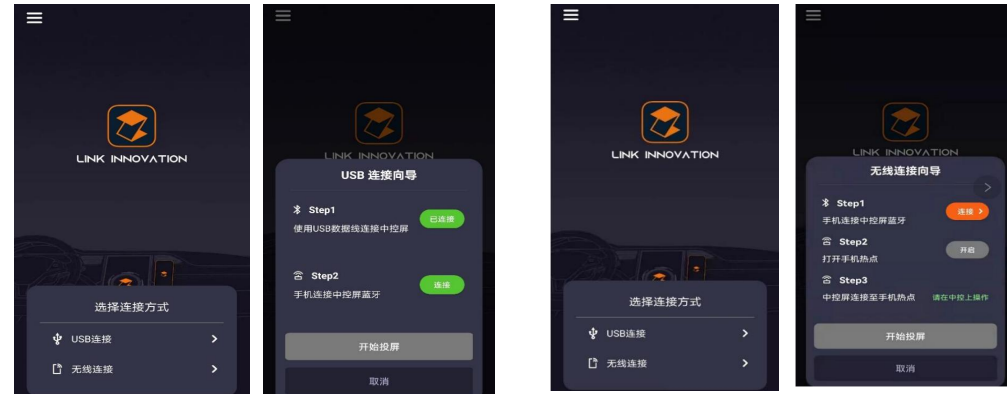 LINK INNOVATION
选择连接方式
USB连接
无线连接
LINK INNOVATION
USB 连接向导
Step1
使用USB数据线连接中控屏
已连接
Step2
手机连接中控屏蓝牙
连接
开始投屏
取消
LINK INNOVATION
选择连接方式
USB连接
无线连接
LINK INNOVATION
无线连接向导
Step1
手机连接中控屏蓝牙
连接
Step2
打开手机热点
开启
Step3
中控屏连接至手机热点
请在中控上操作
开始投屏
取消